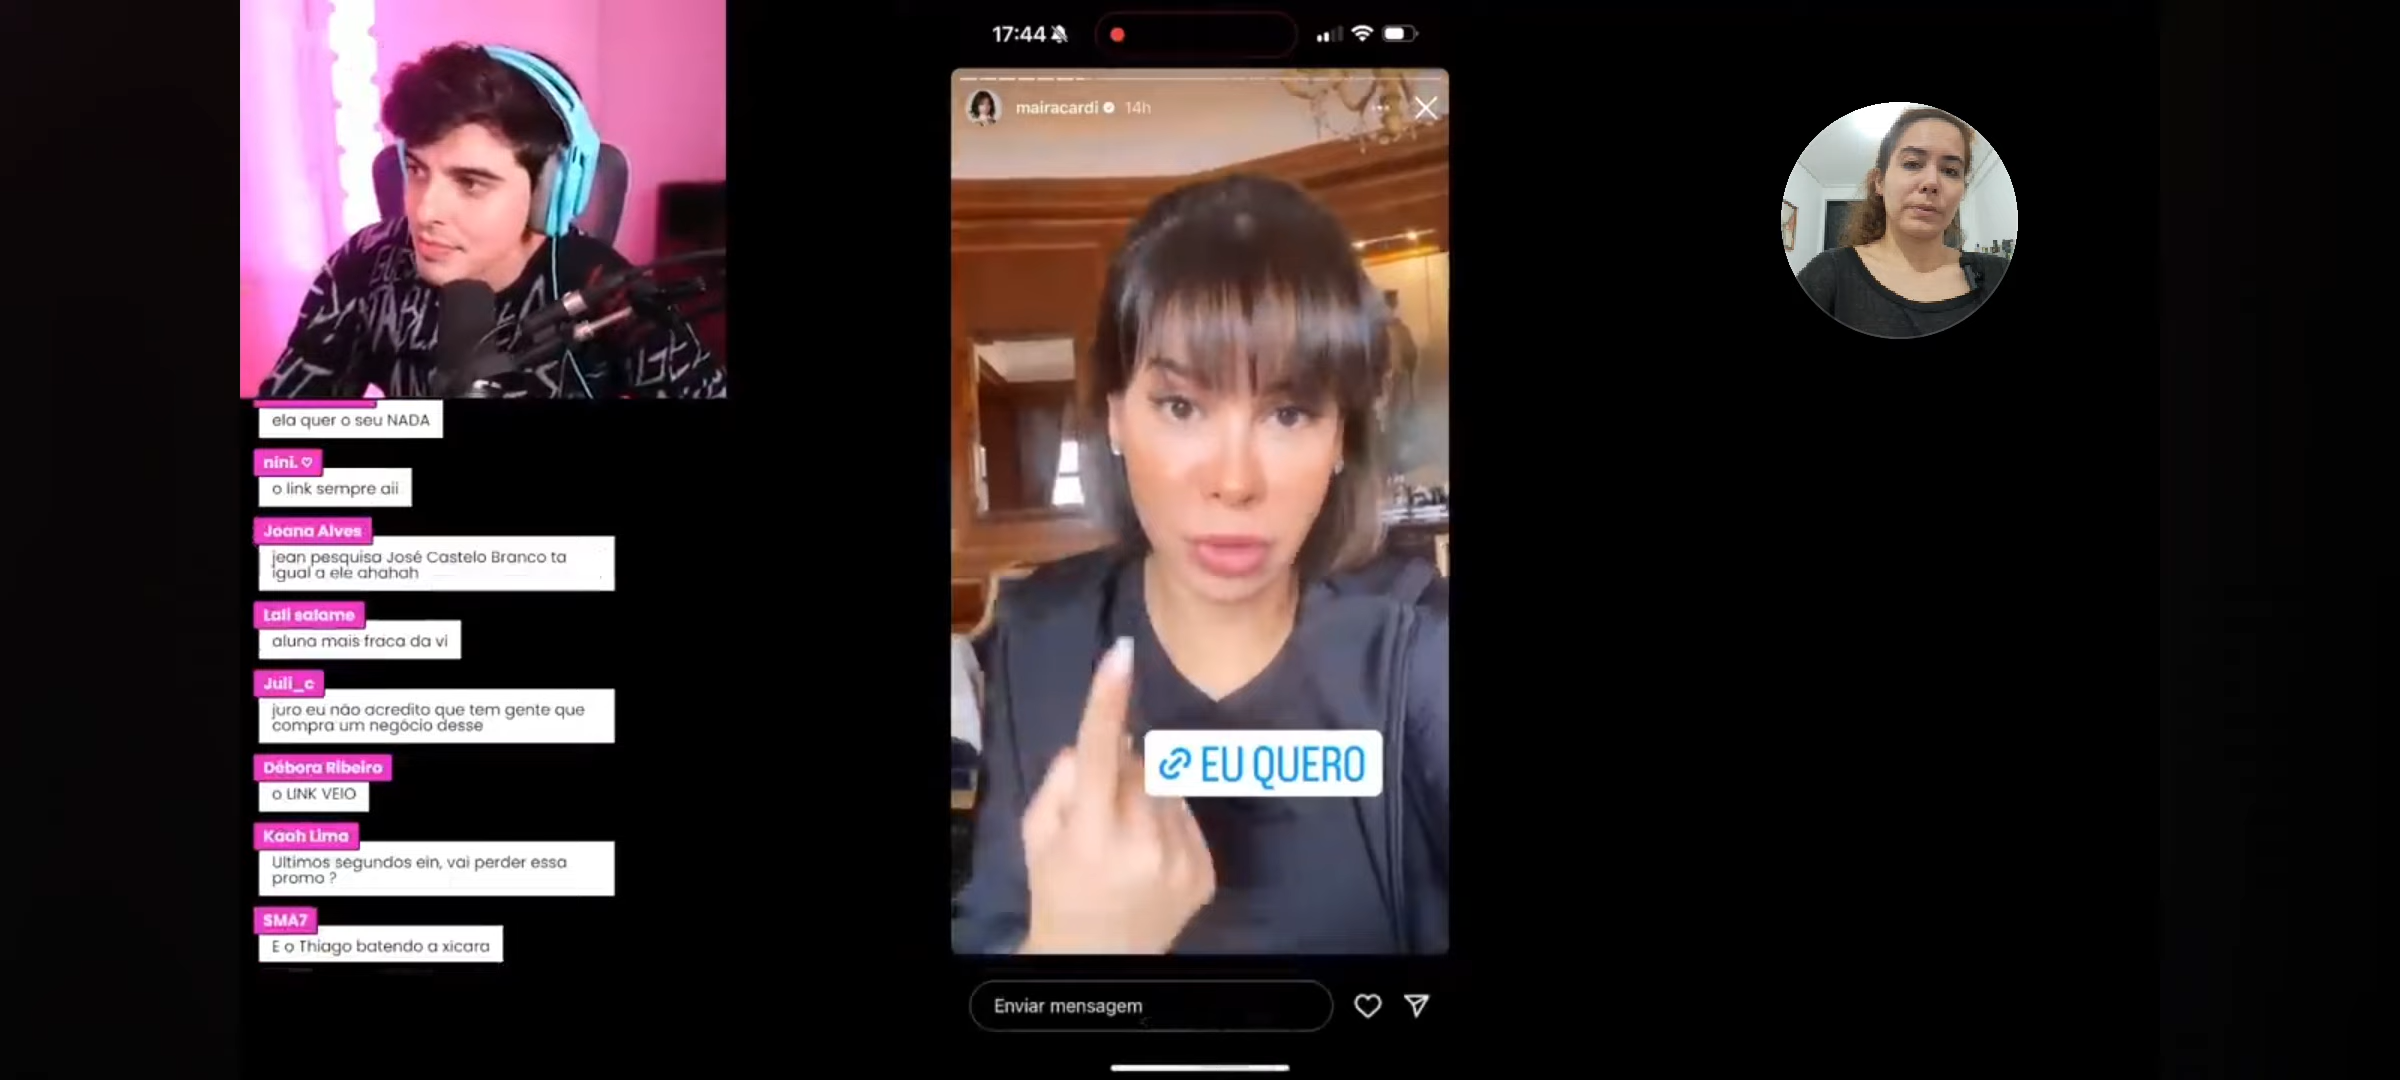 17:44
mairacardi 14h
ela quer o seu NADA
nini. ♡
o link sempre aii
Joana Alves
jean pesquisa José Castelo Branco ta
igual a ele ahahah
Lali salame
aluna mais fraca da vi
Juli_c
juro eu não acredito que tem gente que
compra um negócio desse
Débora Ribeiro
o LINK VEIO
Kaah Lima
Ultimos segundos ein, vai perder essa
promo ?
SMA7
E o Thiago batendo a xicara
EU QUERO
Enviar mensagem